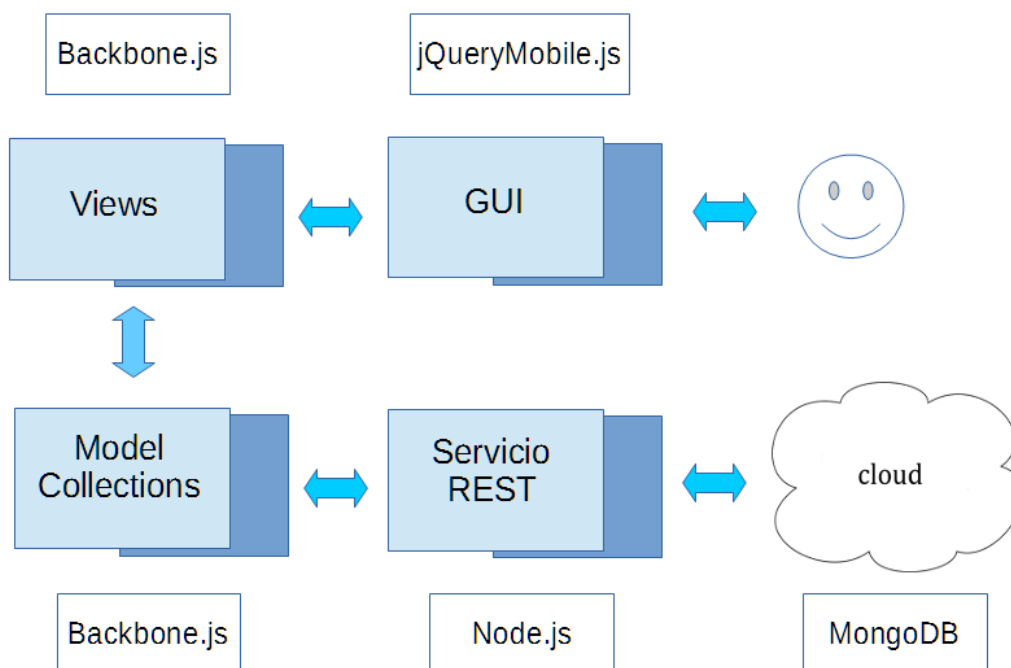 Backbone.js
jQueryMobile.js
Views
GUI
Model
Collections
Servicio
REST
cloud
Backbone.js
Node.js
MongoDB